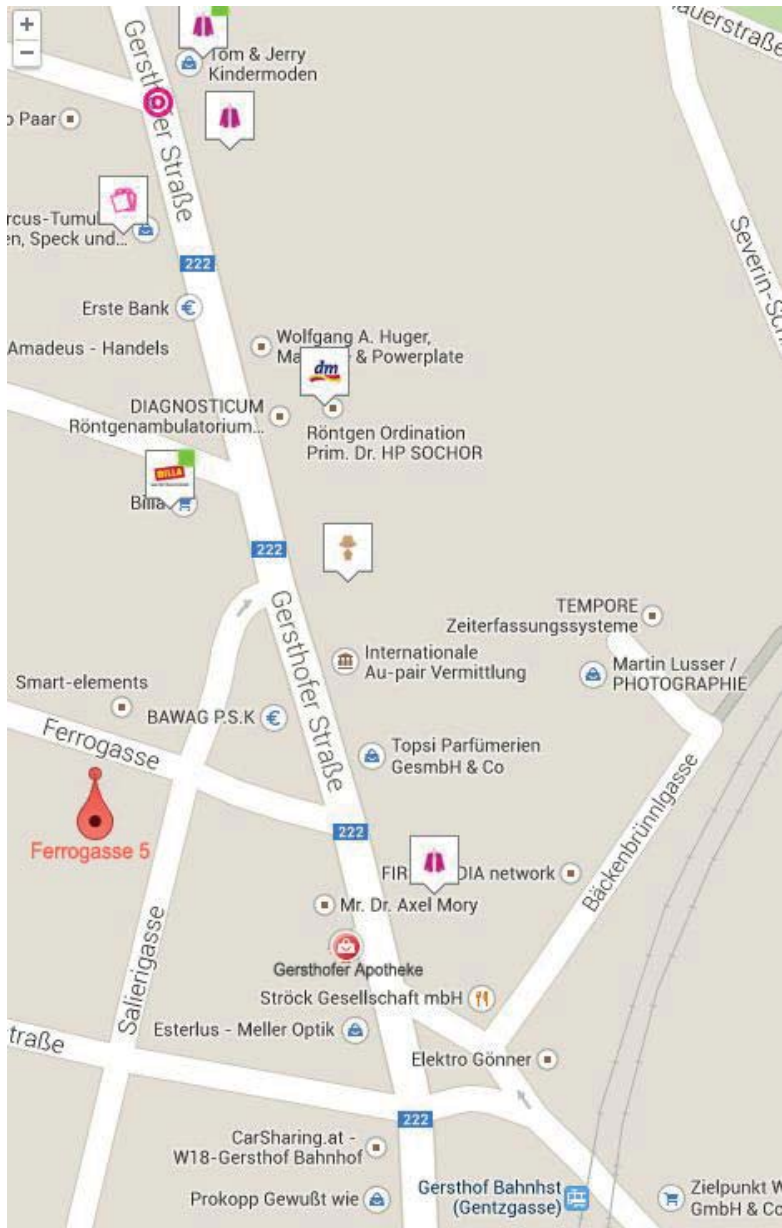 +
−
Gersthofer Straße
auerstraße
Tom & Jerry
Kindermoden
Paar
rcus-Tumul
en, Speck und...
222
Severin-Sch
Erste Bank
Amadeus - Handels
Wolfgang A. Huger,
& Powerplate
dm
DIAGNOSTICUM
Röntgenambulatorium...
Röntgen Ordination
Prim. Dr. HP SOCHOR
BILLA
Billa
222
Gersthofer Straße
TEMPORE
Zeiterfassungssysteme
Internationale
Au-pair Vermittlung
Martin Lusser /
PHOTOGRAPHIE
Smart-elements
BAWAG P.S.K
Ferrogasse
Topsi Parfümerien
GesmbH & Co
Ferrogasse 5
222
Bäckenbrünnlgasse
FIR DIA network
Mr. Dr. Axel Mory
Gersthofer Apotheke
Salierigasse
Ströck Gesellschaft mbH
Esterlus - Meller Optik
traße
Elektro Gönner
222
CarSharing.at -
W18-Gersthof Bahnhof
Prokopp Gewußt wie
Gersthof Bahnhst
(Gentzgasse)
Zielpunkt W
GmbH & Co